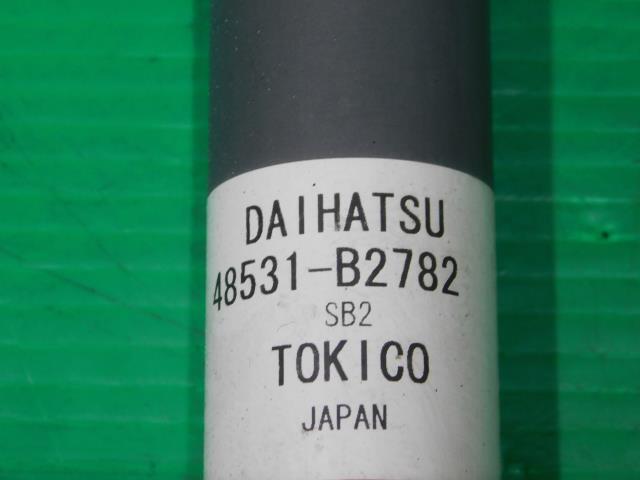 DAIHATSU
48531-B2782
SB2
TOKICO
JAPAN